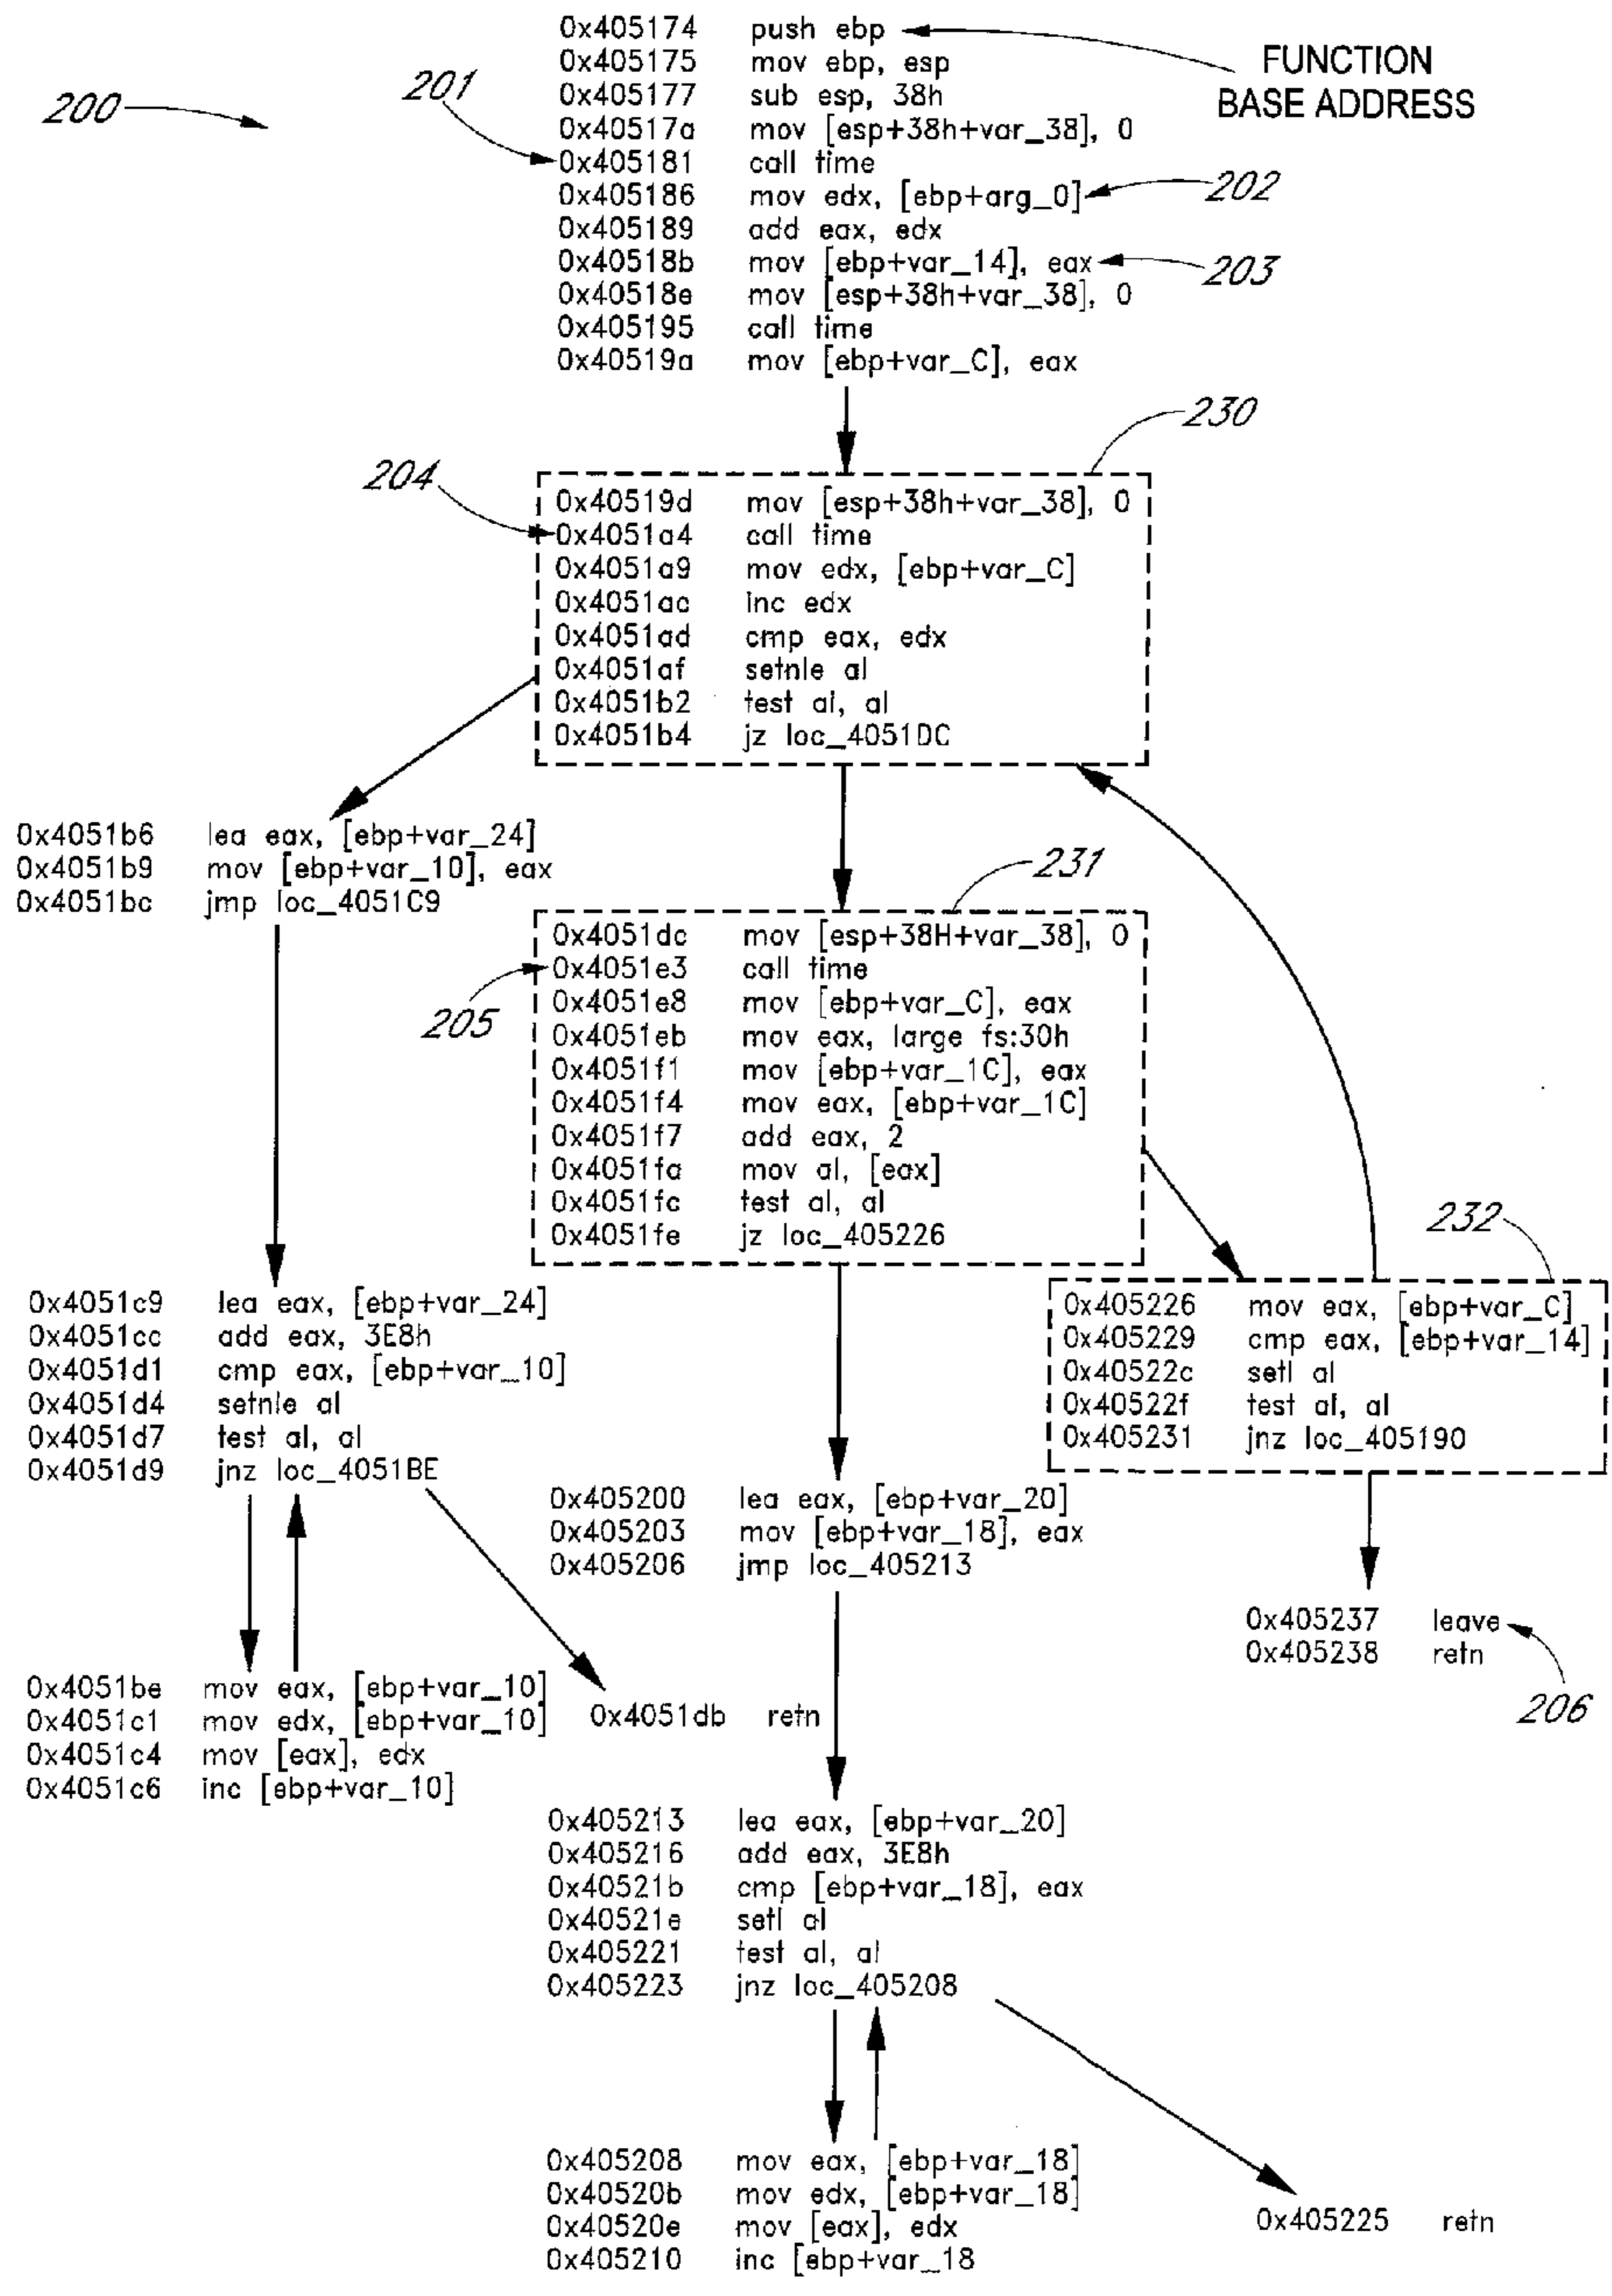 0x405174 push ebp
FUNCTION
BASE ADDRESS
0x405175 mov ebp, esp
0x405177 sub esp, 38h
201
200
0x40517a mov [esp+38h+var_38], 0
0x405181 call time
0x405186 mov edx, [ebp+arg_0]
202
0x405189 add eax, edx
0x40518b mov [ebp+var_14], eax
203
0x40518e mov [esp+38h+var_38], 0
0x405195 call time
0x40519a mov [ebp+var_C], eax
230
204
0x40519d mov [esp+38h+var_38], 0
0x4051a4 call time
0x4051a9 mov edx, [ebp+var_C]
0x4051ac inc edx
0x4051ad cmp eax, edx
0x4051af setnle al
0x4051b2 test al, al
0x4051b4 jz loc_4051DC
0x4051b6 lea eax, [ebp+var_24]
0x4051b9 mov [ebp+var_10], eax
0x4051bc jmp loc_4051C9
231
0x4051dc mov [esp+38H+var_38], 0
0x4051e3 call time
205
0x4051e8 mov [ebp+var_C], eax
0x4051eb mov eax, large fs:30h
0x4051f1 mov [ebp+var_1C], eax
0x4051f4 mov eax, [ebp+var_1C]
0x4051f7 add eax, 2
0x4051fa mov al, [eax]
0x4051fc test al, al
0x4051fe jz loc_405226
232
0x4051c9 lea eax, [ebp+var_24]
0x4051cc add eax, 3E8h
0x4051d1 cmp eax, [ebp+var_10]
0x4051d4 setnle al
0x4051d7 test al, al
0x4051d9 jnz loc_4051BE
0x405226 mov eax, [ebp+var_C]
0x405229 cmp eax, [ebp+var_14]
0x40522c setl al
0x40522f test al, al
0x405231 jnz loc_405190
0x405200 lea eax, [ebp+var_20]
0x405203 mov [ebp+var_18], eax
0x405206 jmp loc_405213
0x405237 leave
0x405238 retn
206
0x4051be mov eax, [ebp+var_10]
0x4051c1 mov edx, [ebp+var_10]
0x4051c4 mov [eax], edx
0x4051c6 inc [ebp+var_10]
0x4051db retn
0x405213 lea eax, [ebp+var_20]
0x405216 add eax, 3E8h
0x40521b cmp [ebp+var_18], eax
0x40521e setl al
0x405221 test al, al
0x405223 jnz loc_405208
0x405208 mov eax, [ebp+var_18]
0x40520b mov edx, [ebp+var_18]
0x40520e mov [eax], edx
0x405210 inc [ebp+var_18
0x405225 retn